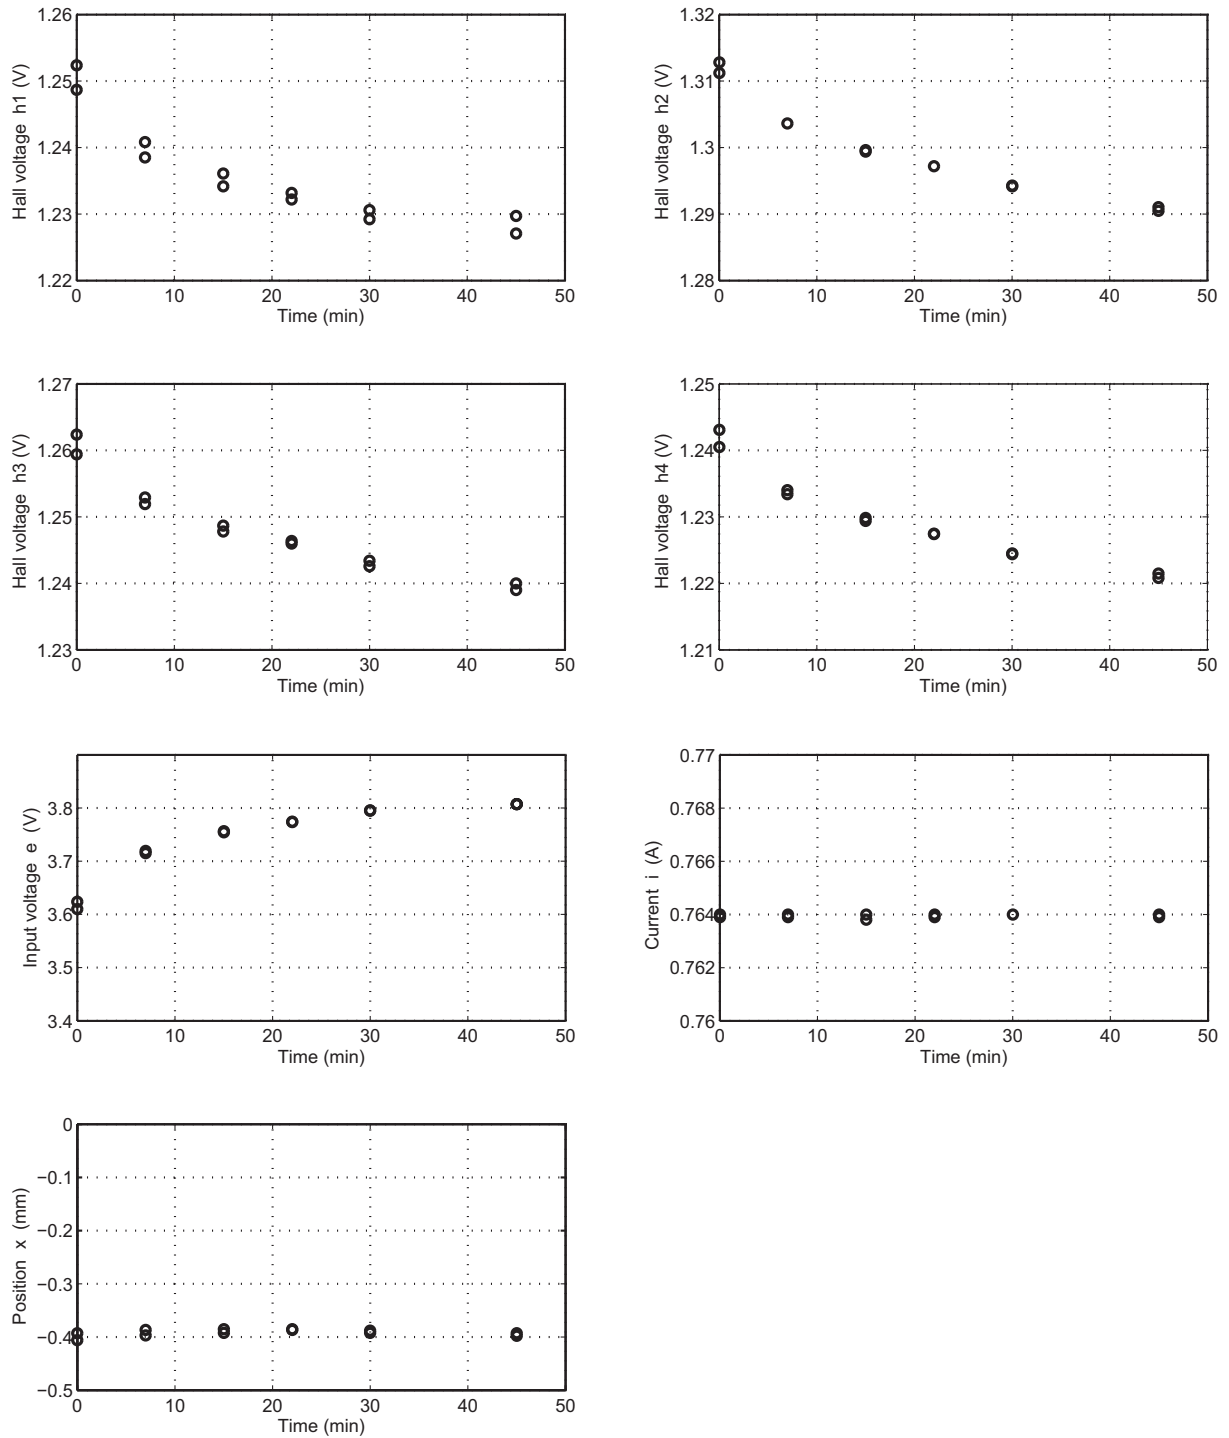 1.26
1.25
1.24
1.23
1.22
Hall voltage h1 (V)
0 10 20 30 40 50
Time (min)
1.32
1.31
1.3
1.29
1.28
Hall voltage h2 (V)
0 10 20 30 40 50
Time (min)
1.27
1.26
1.25
1.24
1.23
Hall voltage h3 (V)
0 10 20 30 40 50
Time (min)
1.25
1.24
1.23
1.22
1.21
Hall voltage h4 (V)
0 10 20 30 40 50
Time (min)
3.8
3.7
3.6
3.5
3.4
Input voltage e (V)
0 10 20 30 40 50
Time (min)
0.77
0.768
0.766
0.764
0.762
0.76
Current i (A)
0 10 20 30 40 50
Time (min)
0
−0.1
−0.2
−0.3
−0.4
−0.5
Position x (mm)
0 10 20 30 40 50
Time (min)